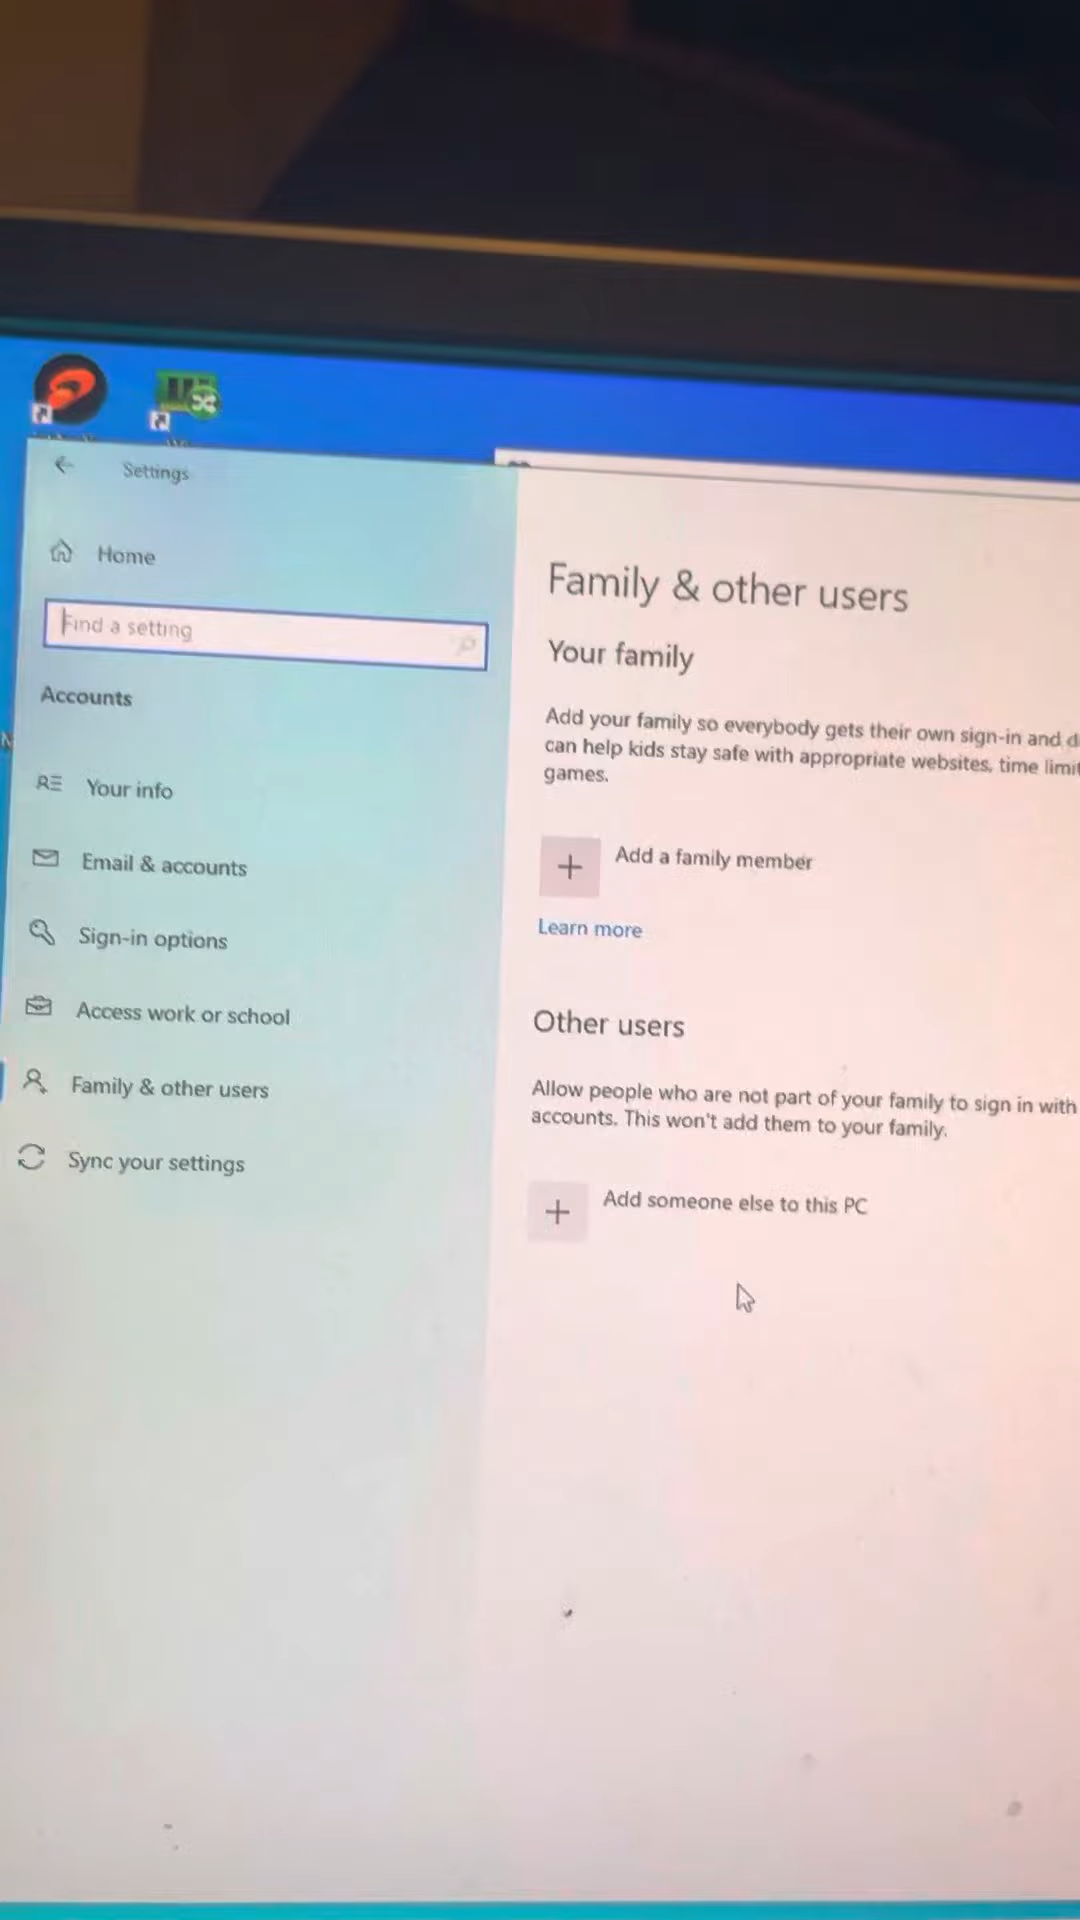 Settings
Home
Find a setting
Accounts
Your info
Email & accounts
Sign-in options
Access work or school
Family & other users
Sync your settings
Family & other users
Your family
Add your family so everybody gets their own sign-in and d
can help kids stay safe with appropriate websites, time limit
games.
Add a family member
Learn more
Other users
Allow people who are not part of your family to sign in with
accounts. This won't add them to your family.
Add someone else to this PC